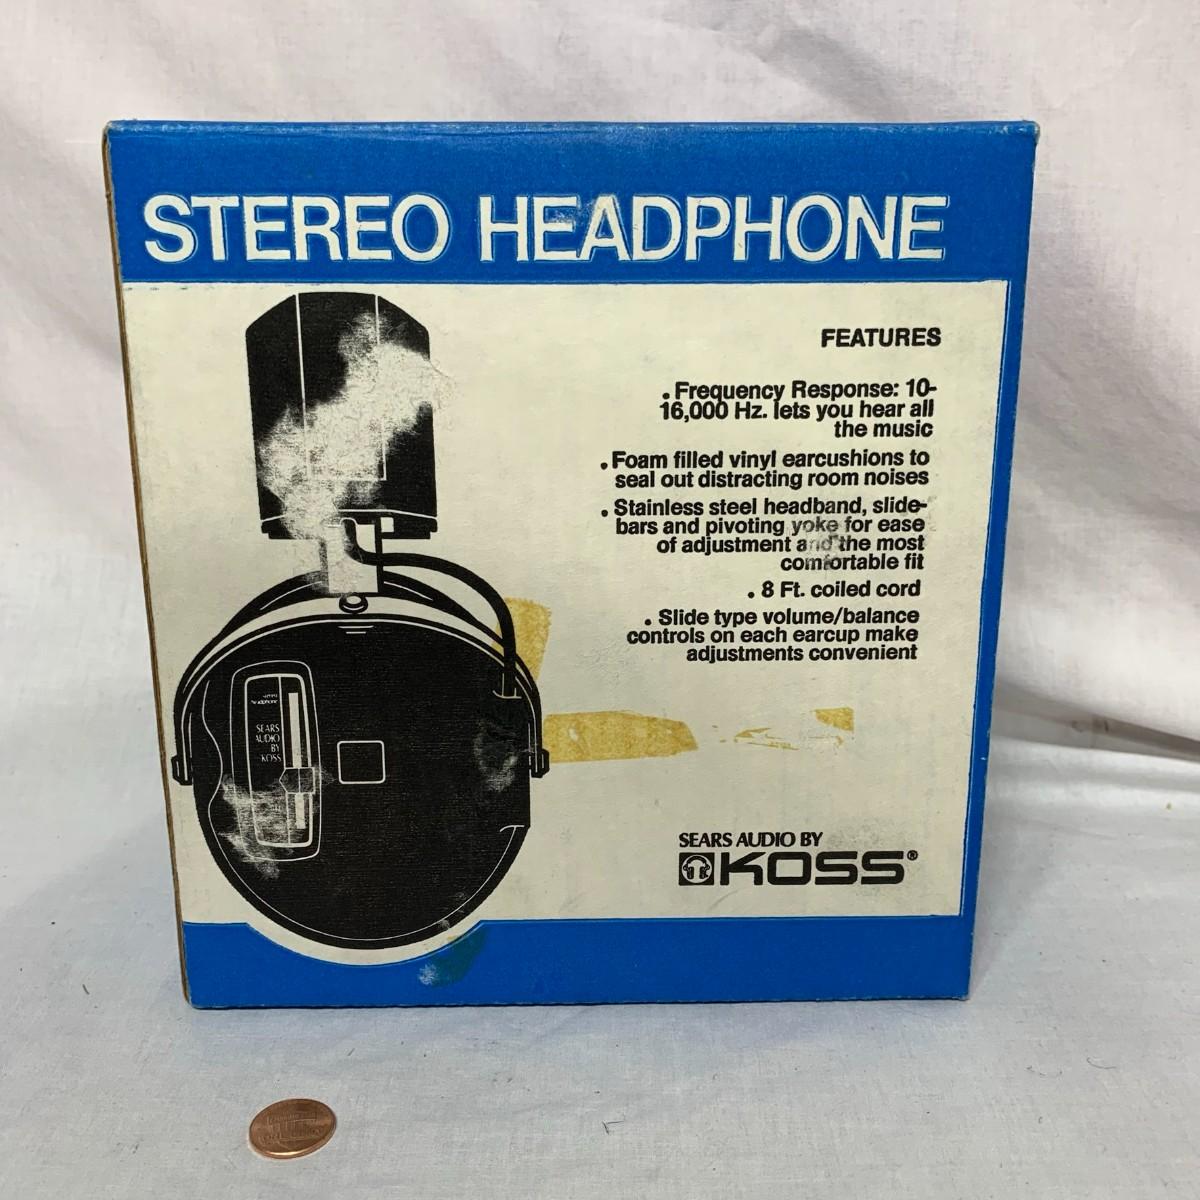 STEREO HEADPHONE
FEATURES
. Frequency Response: 10-
16,000 Hz. lets you hear all
the music
. Foam filled vinyl earcushions to
seal out distracting room noises
. Stainless steel headband, slide-
bars and pivoting yoke for ease
of adjustment and the most
comfortable fit
. 8 Ft. coiled cord
. Slide type volume/balance
controls on each earcup make
adjustments convenient
SEARS
AUDIO
BY
KOSS
SEARS AUDIO BY
KOSS®